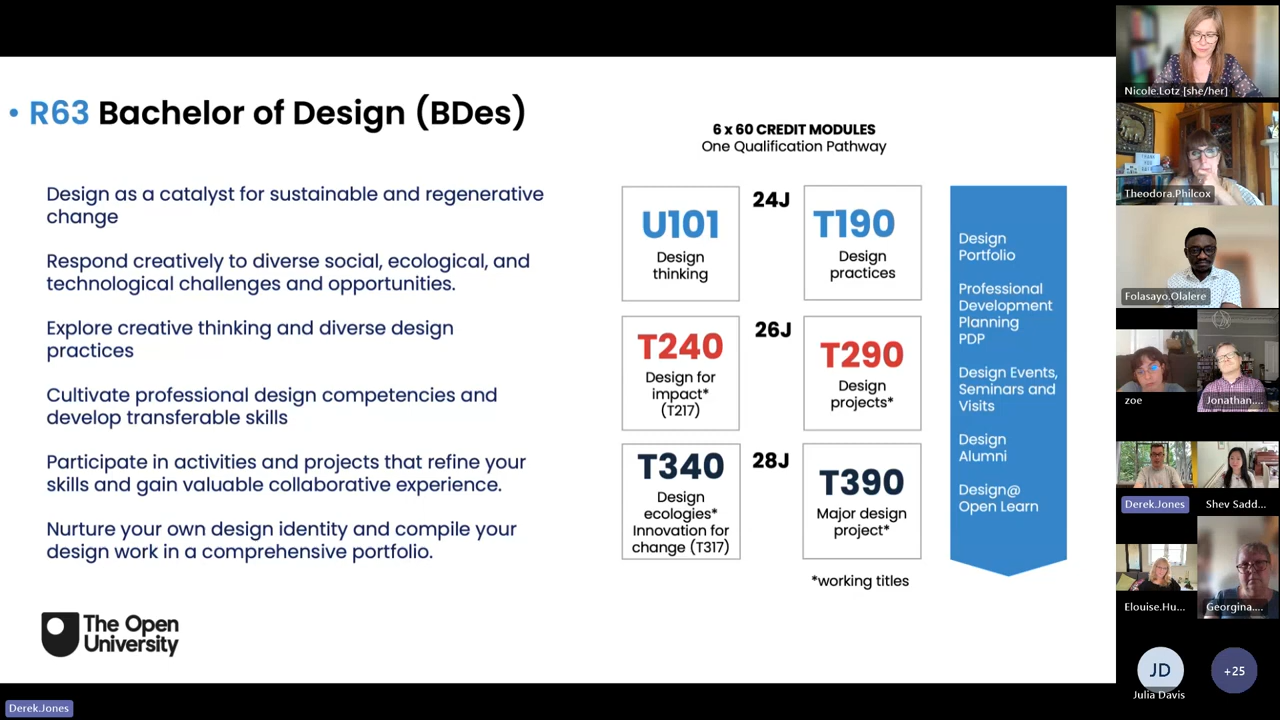 • R63 Bachelor of Design (BDes)
Design as a catalyst for sustainable and regenerative
change
Respond creatively to diverse social, ecological, and
technological challenges and opportunities.
Explore creative thinking and diverse design
practices
Cultivate professional design competencies and
develop transferable skills
Participate in activities and projects that refine your
skills and gain valuable collaborative experience.
Nurture your own design identity and compile your
design work in a comprehensive portfolio.
The Open
University
6 x 60 CREDIT MODULES
One Qualification Pathway
U101
Design
thinking
24J
T190
Design
practices
T240
Design for
impact*
(T217)
26J
T290
Design
projects*
T340
Design
ecologies*
Innovation for
change (T317)
28J
T390
Major design
project*
*working titles
Design
Portfolio
Professional
Development
Planning
PDP
Design Events,
Seminars and
Visits
Design
Alumni
Design@
Open Learn
Nicole.Lotz [she/her]
Theodora.Philcox
Folasayo.Olalere
zoe
Jonathan....
Derek.Jones
Shev Sadd...
Elouise.Hu...
Georgina....
JD
Julia Davis
+25
Derek.Jones